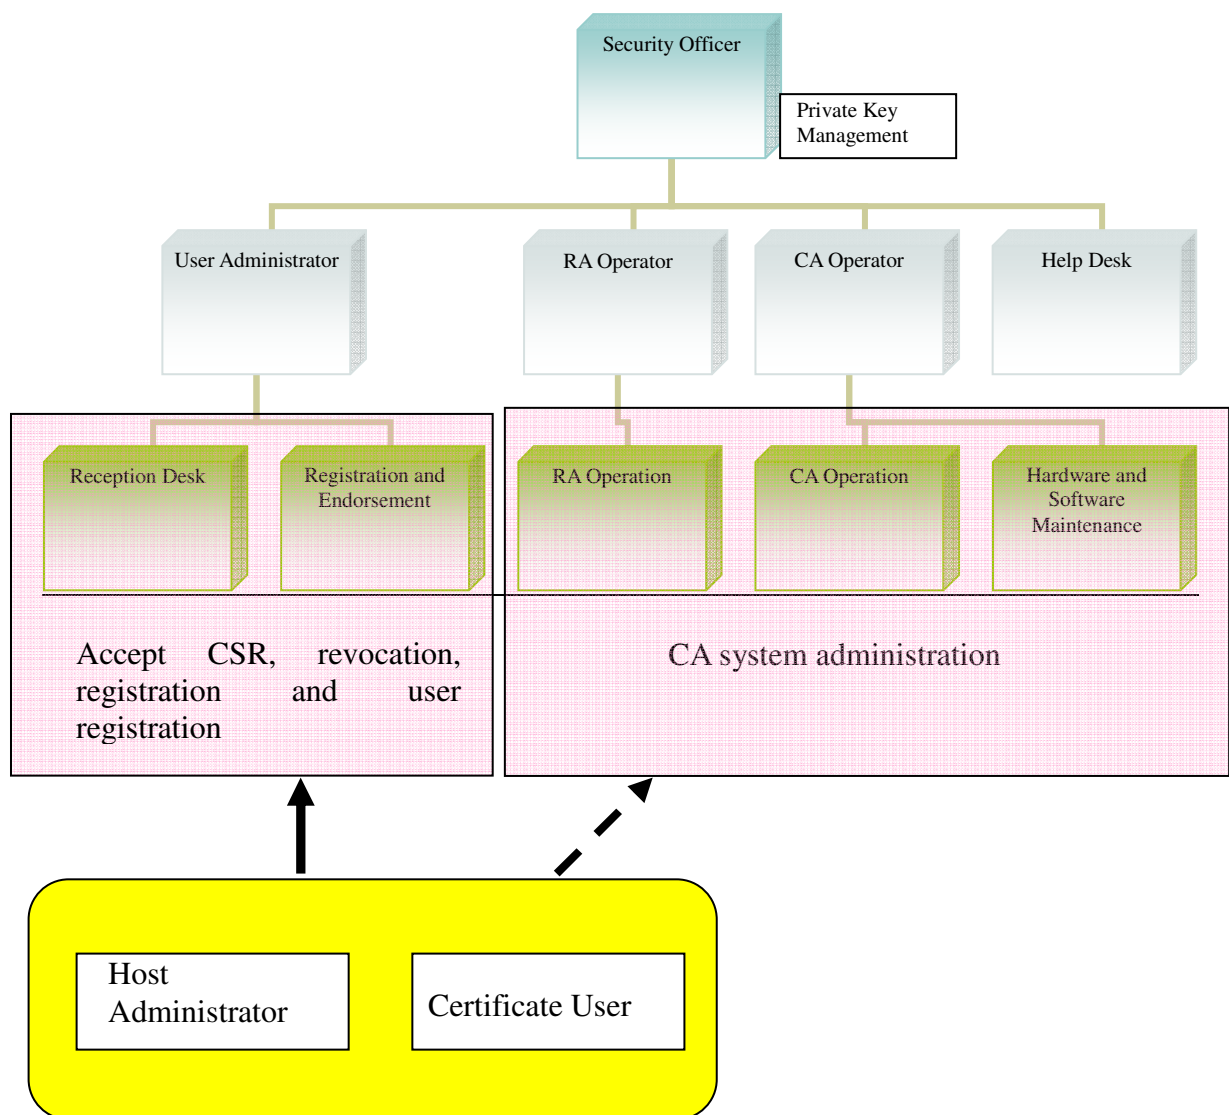 Security Officer
Private Key
Management
User Administrator
RA Operator
CA Operator
Help Desk
Reception Desk
Registration and
Endorsement
RA Operation
CA Operation
Hardware and
Software
Maintenance
Accept CSR, revocation,
registration and user
registration
CA system administration
Host
Administrator
Certificate User